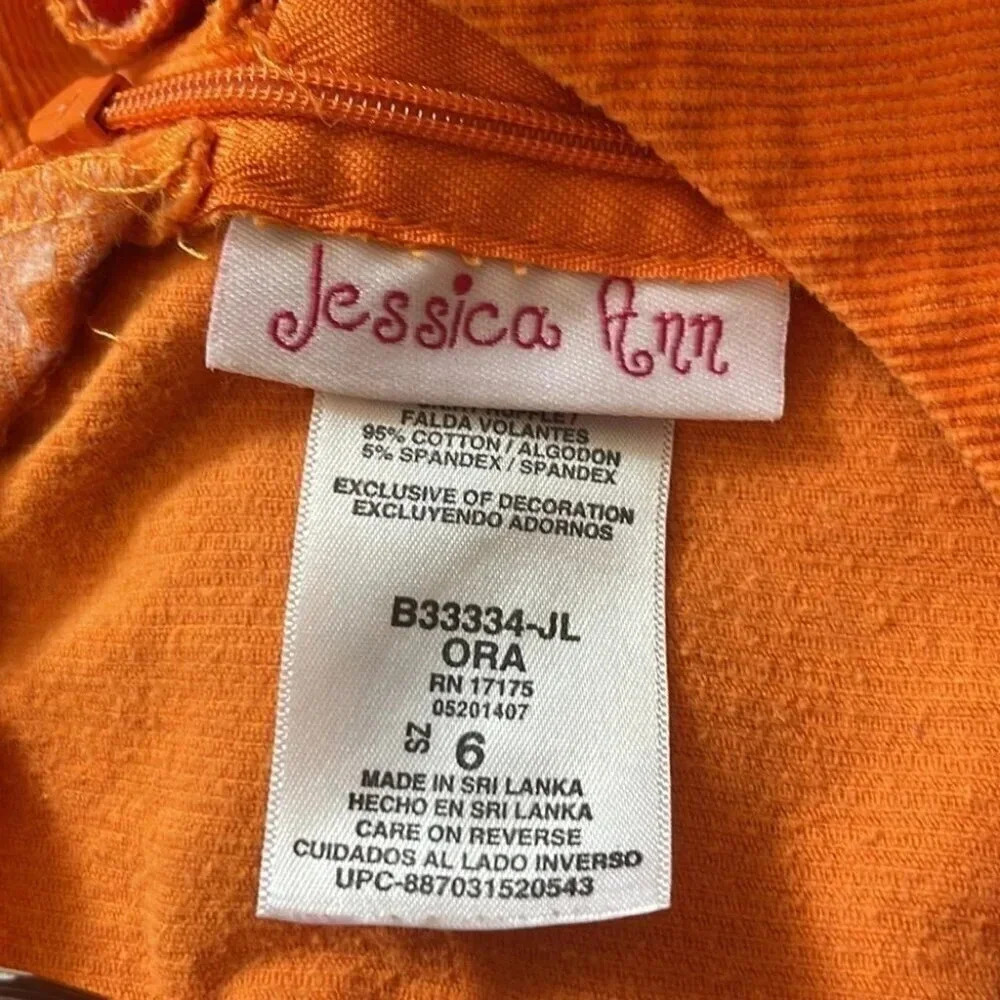 Jessica Ann
FALDA VOLANTES
95% COTTON / ALGODON
5% SPANDEX / SPANDEX
EXCLUSIVE OF DECORATION
EXCLUYENDO ADORNOS
B33334-JL
ORA
RN 17175
05201407
SZ 6
MADE IN SRI LANKA
HECHO EN SRI LANKA
CARE ON REVERSE
CUIDADOS AL LADO INVERSO
UPC-887031520543